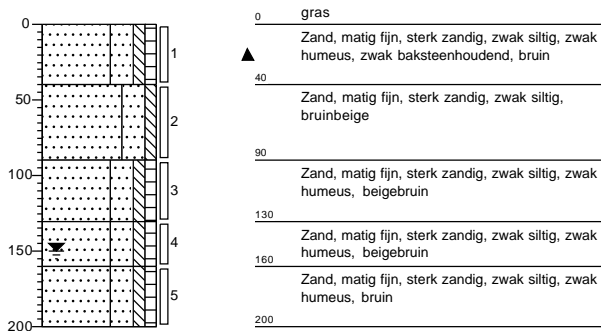 0
50
100
150
200
1
2
3
4
5
0
gras
Zand, matig fijn, sterk zandig, zwak siltig, zwak
humeus, zwak baksteenhoudend, bruin
40
Zand, matig fijn, sterk zandig, zwak siltig,
bruinbeige
90
Zand, matig fijn, sterk zandig, zwak siltig, zwak
humeus, beigebruin
130
Zand, matig fijn, sterk zandig, zwak siltig, zwak
humeus, beigebruin
160
Zand, matig fijn, sterk zandig, zwak siltig, zwak
humeus, bruin
200